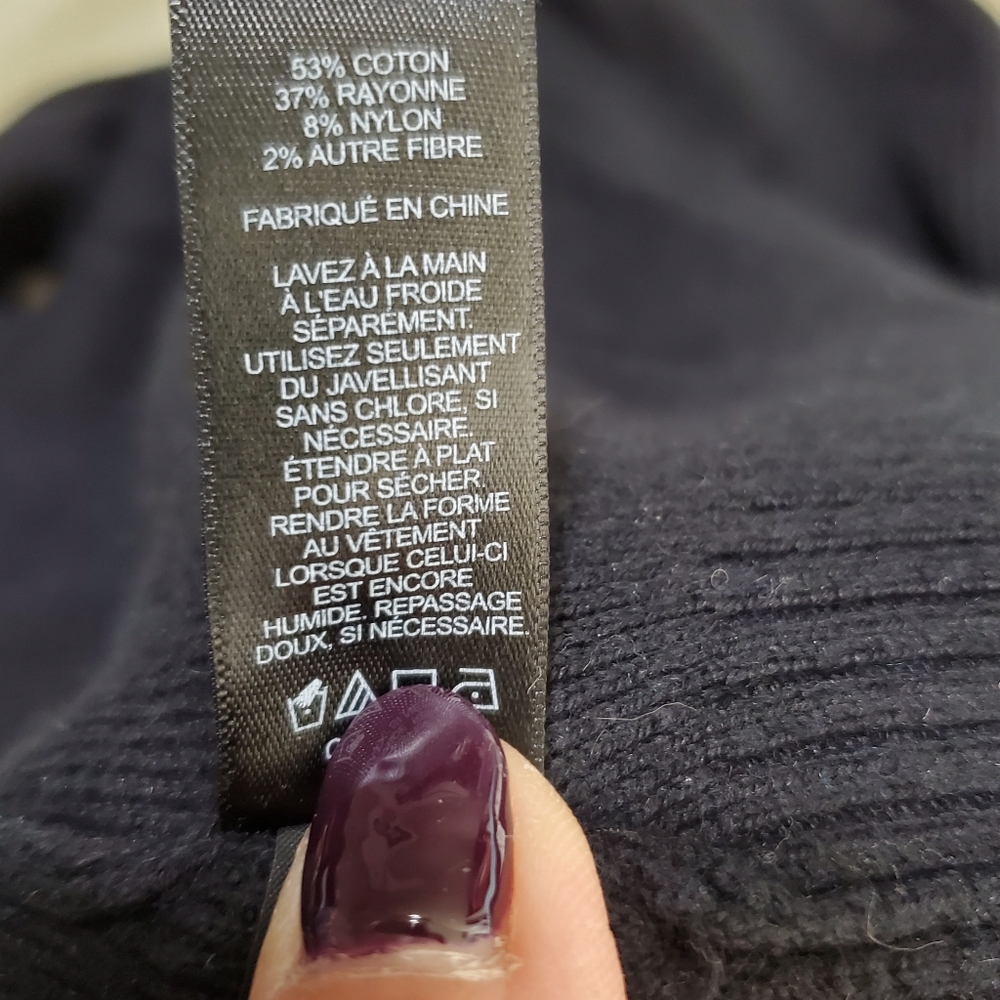 53% COTON
37% RAYONNE
8% NYLON
2% AUTRE FIBRE
FABRIQUÉ EN CHINE
LAVEZ À LA MAIN
À L'EAU FROIDE
SÉPARÉMENT.
UTILISEZ SEULEMENT
DU JAVELLISANT
SANS CHLORE, SI
NÉCESSAIRE.
ÉTENDRE À PLAT
POUR SÉCHER.
RENDRE LA FORME
AU VÊTEMENT
LORSQUE CELUI-CI
EST ENCORE
HUMIDE. REPASSAGE
DOUX, SI NÉCESSAIRE.